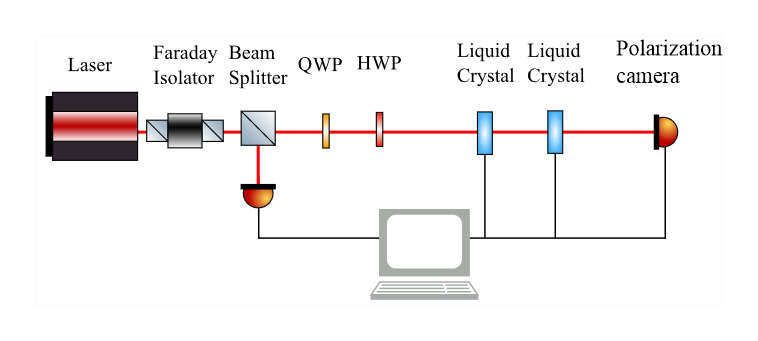 Laser
Faraday
Isolator
Beam
Splitter
QWP
HWP
Liquid
Crystal
Liquid
Crystal
Polarization
camera